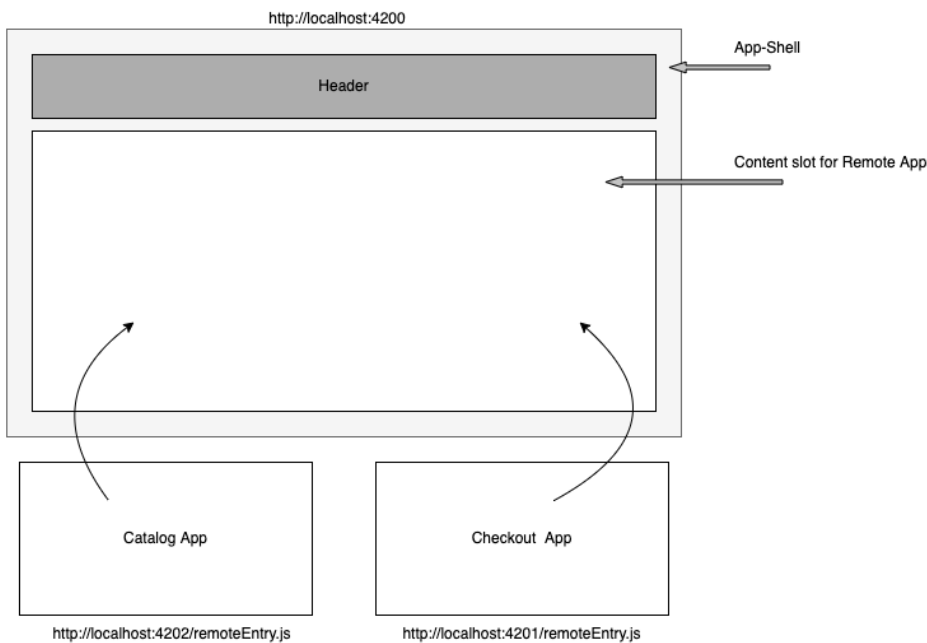 http://localhost:4200
App-Shell
Header
Content slot for Remote App
Catalog App
Checkout App
http://localhost:4202/remoteEntry.js
http://localhost:4201/remoteEntry.js